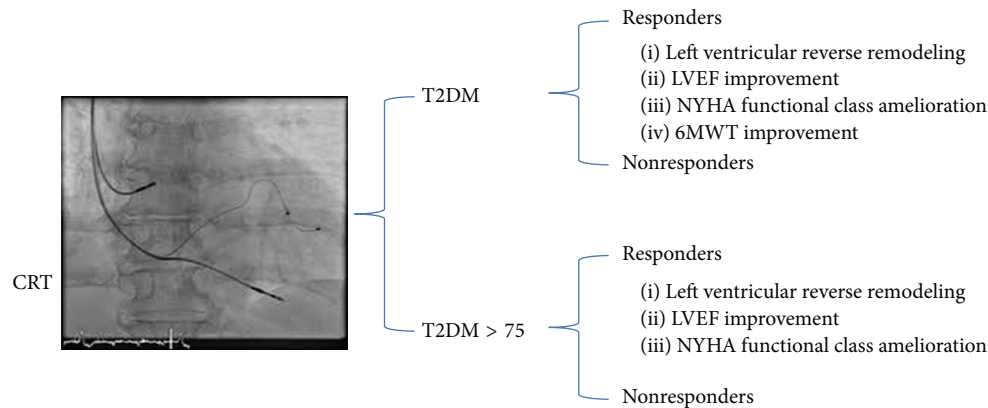 CRT
T2DM
Responders
(i) Left ventricular reverse remodeling
(ii) LVEF improvement
(iii) NYHA functional class amelioration
(iv) 6MWT improvement
Nonresponders
T2DM > 75
Responders
(i) Left ventricular reverse remodeling
(ii) LVEF improvement
(iii) NYHA functional class amelioration
Nonresponders